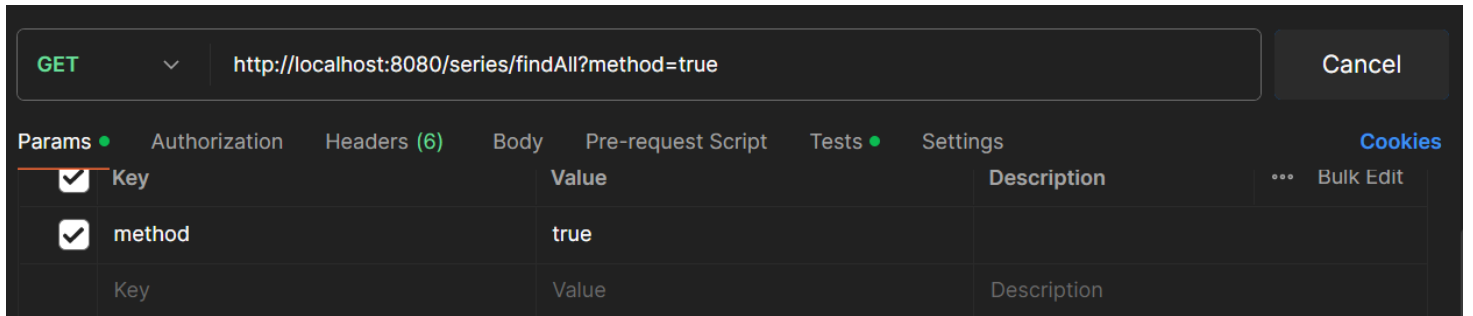 GET http://localhost:8080/series/findAll?method=true Cancel
Params Authorization Headers (6) Body Pre-request Script Tests Settings Cookies
Key Value Description Bulk Edit
method true
Key Value Description